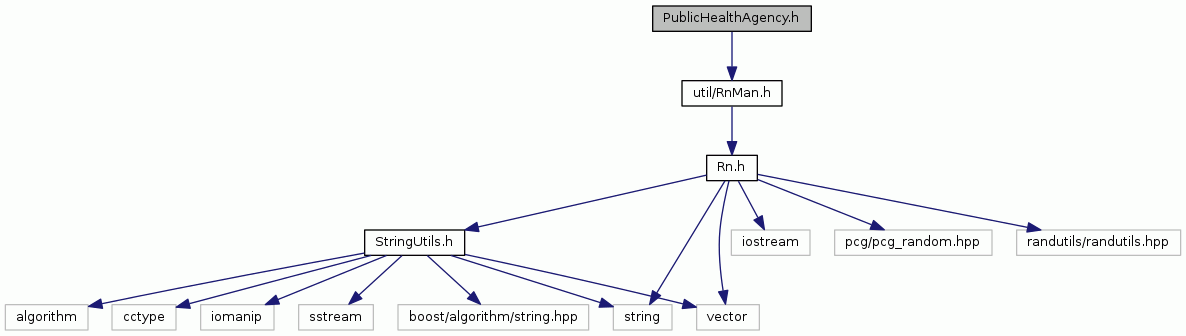 PublicHealthAgency.h
util/RnMan.h
Rn.h
StringUtils.h
iostream
pcg/pcg_random.hpp
randutils/randutils.hpp
algorithm
cctype
iomanip
sstream
boost/algorithm/string.hpp
string
vector